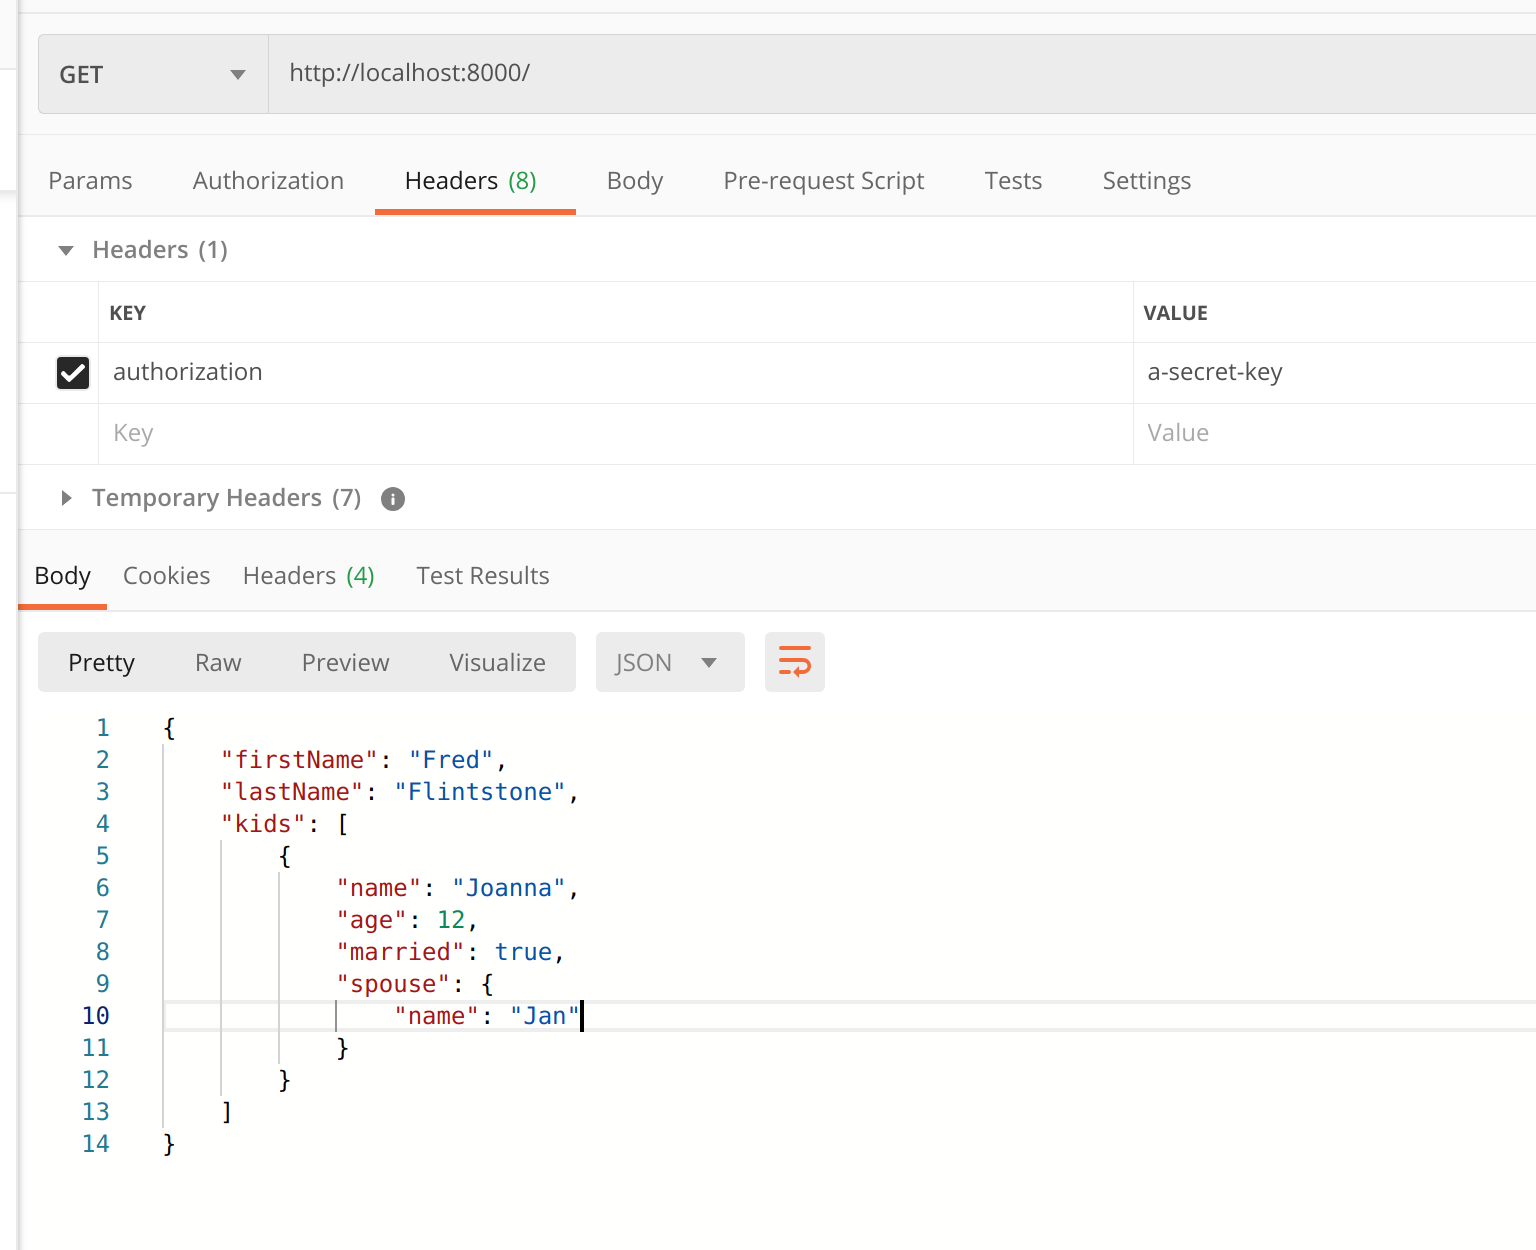 GET http://localhost:8000/
Params Authorization Headers (8) Body Pre-request Script Tests Settings
Headers (1)
KEY VALUE
authorization a-secret-key
Key Value
Temporary Headers (7) i
Body Cookies Headers (4) Test Results
Pretty Raw Preview Visualize JSON
1 {
2 "firstName": "Fred",
3 "lastName": "Flintstone",
4 "kids": [
5 {
6 "name": "Joanna",
7 "age": 12,
8 "married": true,
9 "spouse": {
10 "name": "Jan"
11 }
12 }
13 ]
14 }